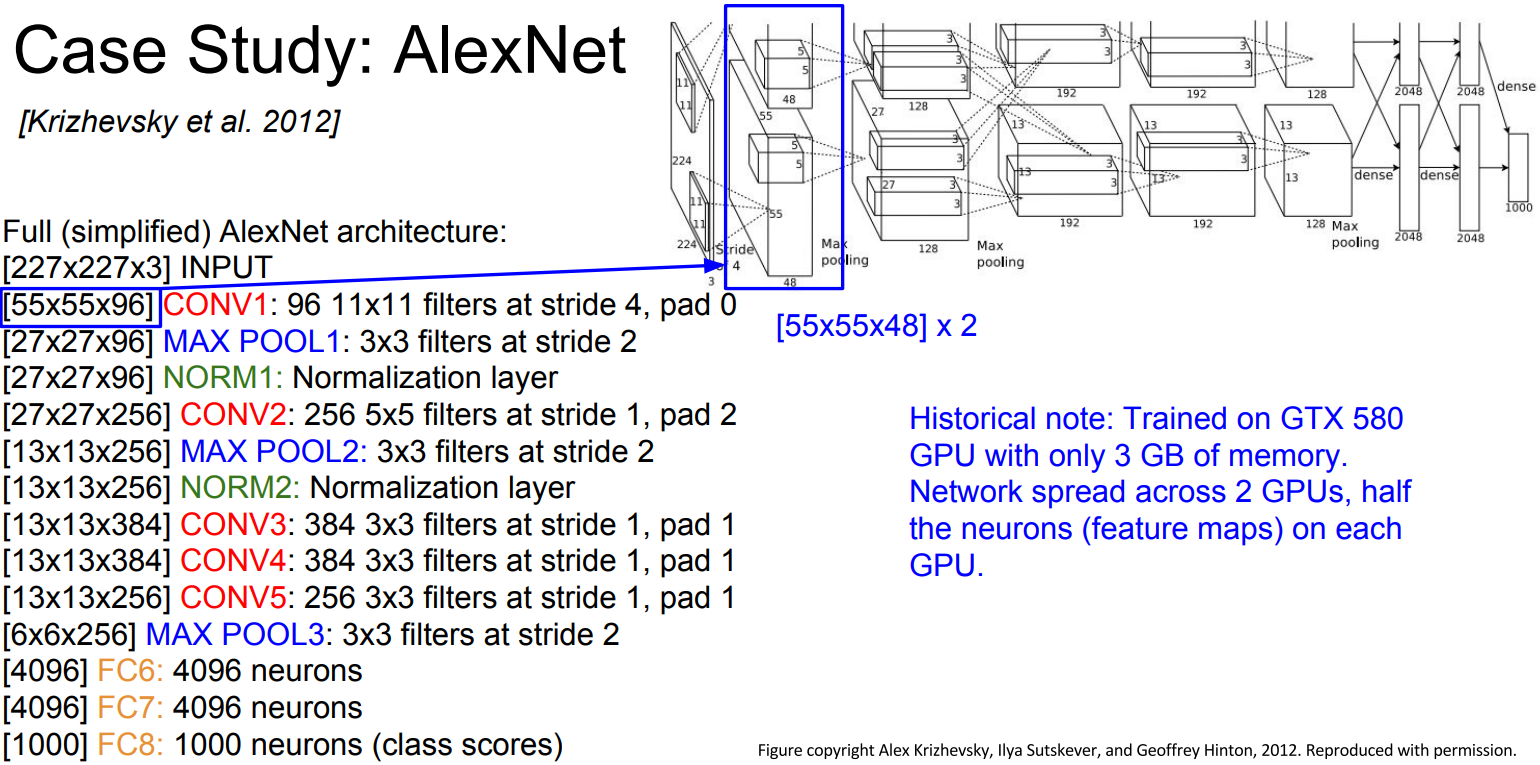 Case Study: AlexNet
[Krizhevsky et al. 2012]
Full (simplified) AlexNet architecture:
[227x227x3] INPUT
[55x55x96] CONV1: 96 11x11 filters at stride 4, pad 0
[27x27x96] MAX POOL1: 3x3 filters at stride 2
[27x27x96] NORM1: Normalization layer
[27x27x256] CONV2: 256 5x5 filters at stride 1, pad 2
[13x13x256] MAX POOL2: 3x3 filters at stride 2
[13x13x256] NORM2: Normalization layer
[13x13x384] CONV3: 384 3x3 filters at stride 1, pad 1
[13x13x384] CONV4: 384 3x3 filters at stride 1, pad 1
[13x13x256] CONV5: 256 3x3 filters at stride 1, pad 1
[6x6x256] MAX POOL3: 3x3 filters at stride 2
[4096] FC6: 4096 neurons
[4096] FC7: 4096 neurons
[1000] FC8: 1000 neurons (class scores)
11
11
224
11
11
224
3
Stride
4
5
5
48
55
5
5
55
48
Max
pooling
3
3
3
128
27
3
3
27
3
3
128
Max
pooling
3
3
192
13
3
13
3
192
3
3
192
13
3
13
3
192
128
13
13
128
Max
pooling
2048
2048
dense
dense
dense
1000
2048
2048
[55x55x48] x 2
Historical note: Trained on GTX 580
GPU with only 3 GB of memory.
Network spread across 2 GPUs, half
the neurons (feature maps) on each
GPU.
Figure copyright Alex Krizhevsky, Ilya Sutskever, and Geoffrey Hinton, 2012. Reproduced with permission.